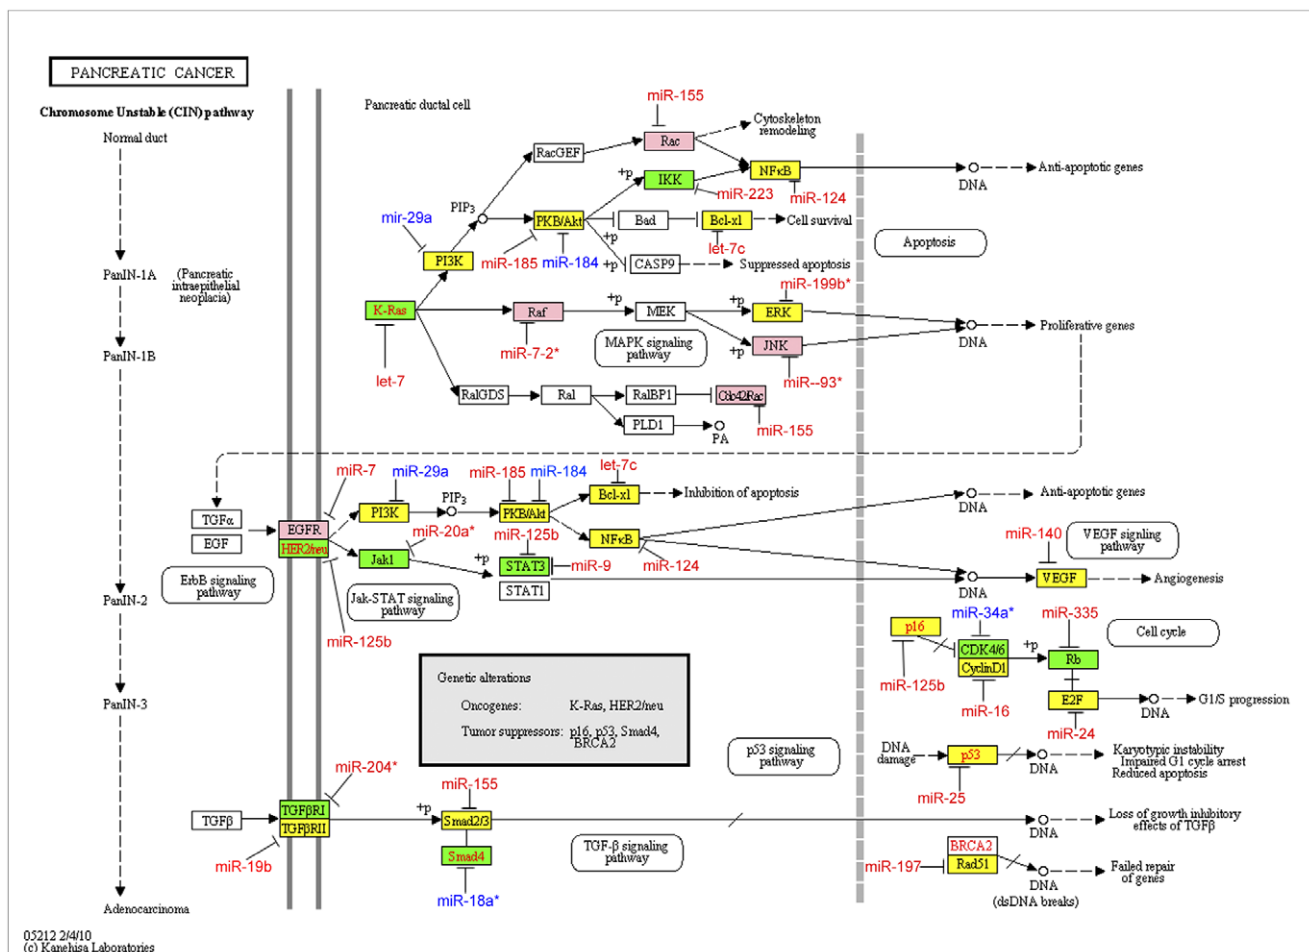 PANCREATIC CANCER
Chromosome Unstable (CIN) pathway
Normal duct
PanIN-1A
(Pancreatic
intraepithelial
neoplacia)
PanIN-1B
PanIN-2
PanIN-3
Adenocarcinoma
Pancreatic ductal cell
miR-155
Cytoskeleton
remodeling
RacGEF
Rac
+p
IKK
NFκB
DNA
Anti-apoptotic genes
miR-223
miR-124
mir-29a
PIP3
PKB/Akt
Bad
Bcl-xl
Cell survival
Apoptosis
+p
let-7c
PI3K
miR-185
miR-184
+p
CASP9
Suppressed apoptosis
miR-199b*
K-Ras
Raf
+p
MEK
+p
ERK
DNA
Proliferative genes
miR-7-2*
MAPK signaling
pathway
+p
JNK
let-7
miR--93*
RalGDS
Ral
RalBP1
Cdc42/Rac
PLD1
PA
miR-155
miR-7
miR-29a
miR-185
miR-184
let-7c
TGFα
EGF
EGFR
HER2/neu
PI3K
PIP3
PKB/Akt
Bcl-xl
Inhibition of apoptosis
DNA
Anti-apoptotic genes
miR-20a*
miR-125b
NFκB
miR-140
VEGF signling
pathway
Jak1
+p
STAT3
STAT1
miR-9
miR-124
DNA
VEGF
Angiogenesis
ErbB signaling
pathway
Jak-STAT signaling
pathway
miR-125b
miR-34a*
miR-335
p16
CDK4/6
CyclinD1
+p
Rb
Cell cycle
miR-125b
miR-16
E2F
DNA
G1/S progression
miR-24
Genetic alterations
Oncogenes: K-Ras, HER2/neu
Tumor suppressors: p16, p53, Smad4,
BRCA2
p53 signaling
pathway
DNA
damage
p53
DNA
Karyotypic instability
Impaired G1 cycle arrest
Reduced apoptosis
miR-25
miR-204*
miR-155
TGFβ
TGFβRI
TGFβRII
+p
Smad2/3
DNA
Loss of growth inhibitory
effects of TGFβ
miR-19b
Smad4
TGF-β signaling
pathway
miR-18a*
miR-197
BRCA2
Rad51
DNA
(dsDNA breaks)
Failed repair
of genes
05212 2/4/10
(c) Kanehisa Laboratories